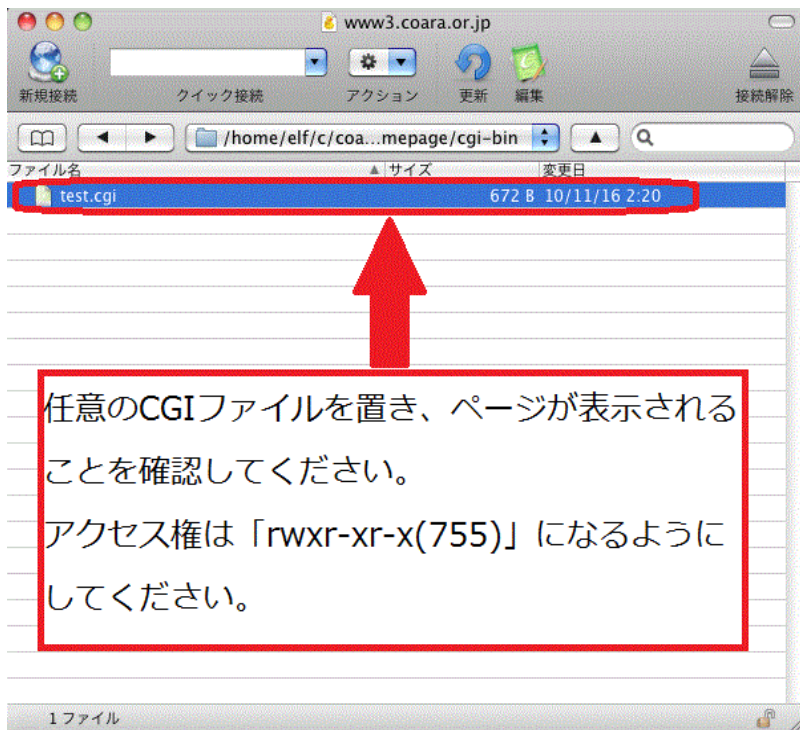 www3.coara.or.jp
新規接続 クイック接続 アクション 更新 編集 接続解除
/home/elf/c/coa...mepage/cgi-bin
ファイル名 サイズ 変更日
test.cgi 672 B 10/11/16 2:20
任意のCGIファイルを置き、ページが表示される
ことを確認してください。
アクセス権は「rwxr-xr-x(755)」になるように
してください。
1 ファイル